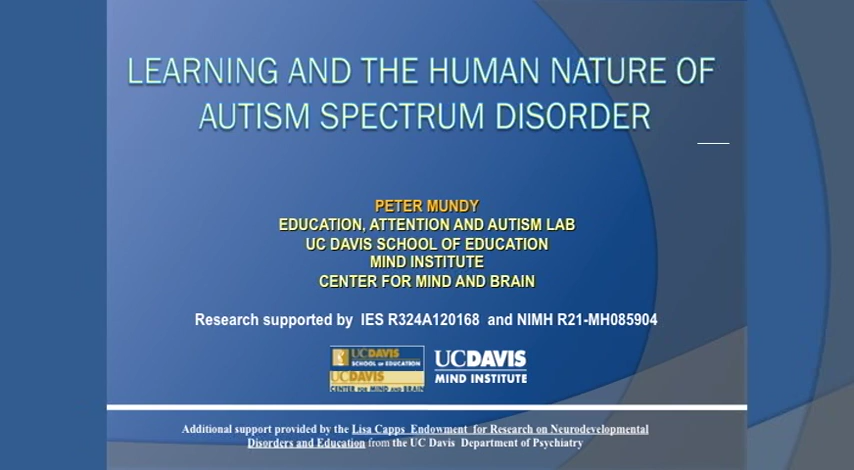 LEARNING AND THE HUMAN NATURE OF
AUTISM SPECTRUM DISORDER
PETER MUNDY
EDUCATION, ATTENTION AND AUTISM LAB
UC DAVIS SCHOOL OF EDUCATION
MIND INSTITUTE
CENTER FOR MIND AND BRAIN
Research supported by IES R324A120168 and NIMH R21-MH085904
UCDAVIS
SCHOOL OF EDUCATION
UCDAVIS
CENTER FOR MIND AND BRAIN
UCDAVIS
MIND INSTITUTE
Additional support provided by the Lisa Capps Endowment for Research on Neurodevelopmental
Disorders and Education from the UC Davis Department of Psychiatry